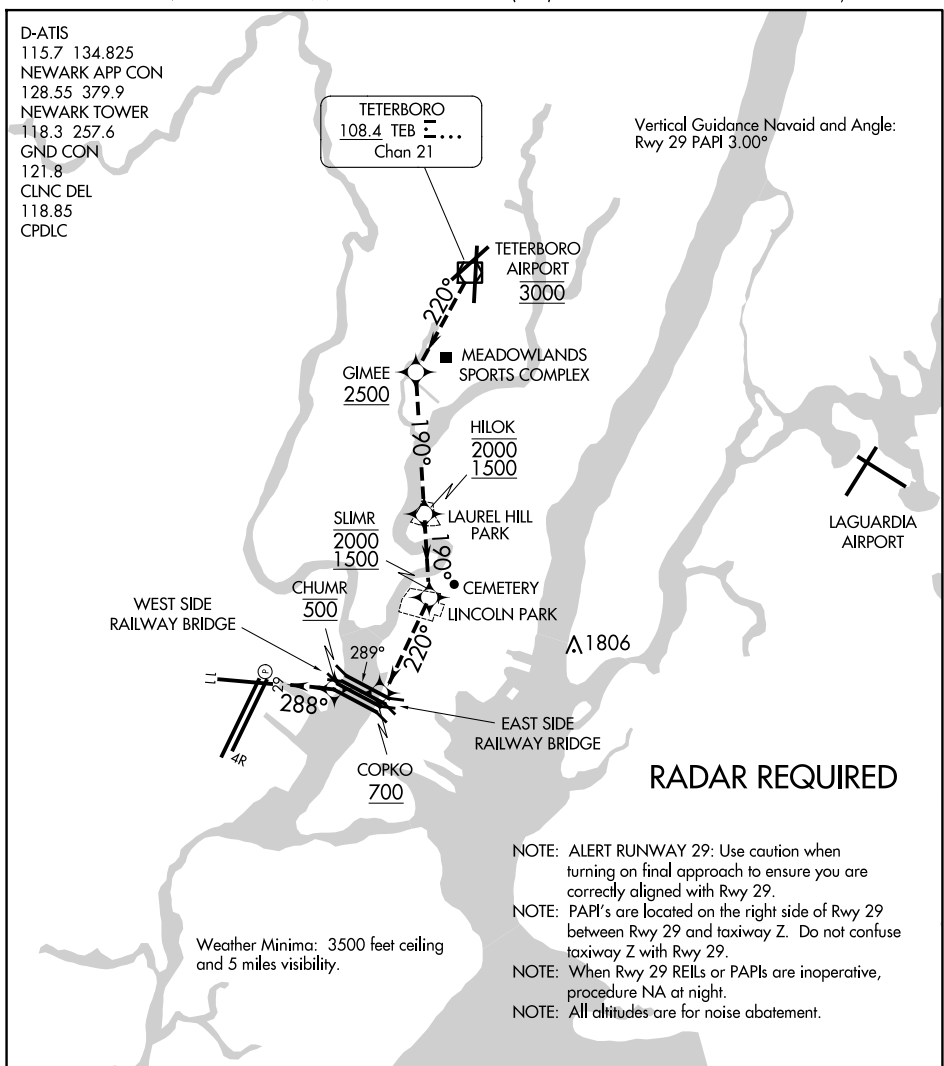 D-ATIS
115.7 134.825
NEWARK APP CON
128.55 379.9
NEWARK TOWER
118.3 257.6
GND CON
121.8
CLNC DEL
118.85
CPDLC
TETERBORO
108.4 TEB
Chan 21
Vertical Guidance Navaid and Angle:
Rwy 29 PAPI 3.00°
TETERBORO
AIRPORT
3000
220°
GIMEE
2500
MEADOWLANDS
SPORTS COMPLEX
190°
HILOK
2000
1500
LAUREL HILL
PARK
190°
SLIMR
2000
1500
CEMETERY
LINCOLN PARK
CHUMR
500
220°
WEST SIDE
RAILWAY BRIDGE
289°
LAGUARDIA
AIRPORT
1806
11
P
29
288°
4R
EAST SIDE
RAILWAY BRIDGE
COPKO
700
RADAR REQUIRED
NOTE: ALERT RUNWAY 29: Use caution when
turning on final approach to ensure you are
correctly aligned with Rwy 29.
NOTE: PAPI's are located on the right side of Rwy 29
between Rwy 29 and taxiway Z. Do not confuse
taxiway Z with Rwy 29.
NOTE: When Rwy 29 REILs or PAPIs are inoperative,
procedure NA at night.
NOTE: All altitudes are for noise abatement.
Weather Minima: 3500 feet ceiling
and 5 miles visibility.